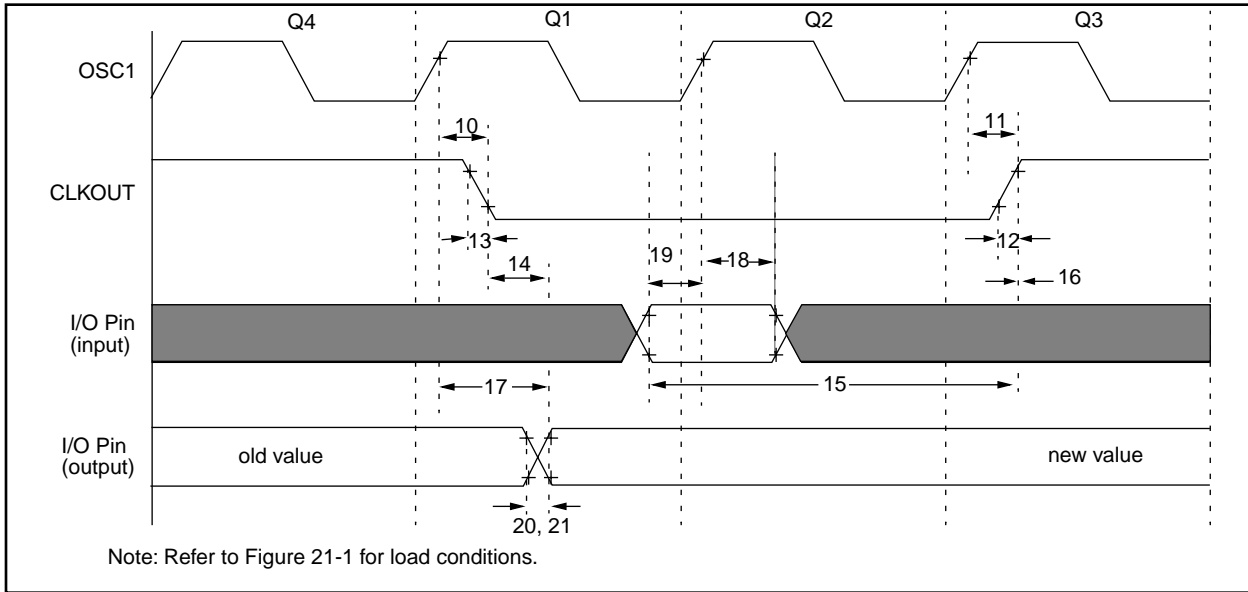 Q4 Q1 Q2 Q3
OSC1
10
11
CLKOUT
13
12
14
19
18
16
I/O Pin
(input)
17
15
I/O Pin
(output)
old value
new value
20, 21
Note: Refer to Figure 21-1 for load conditions.